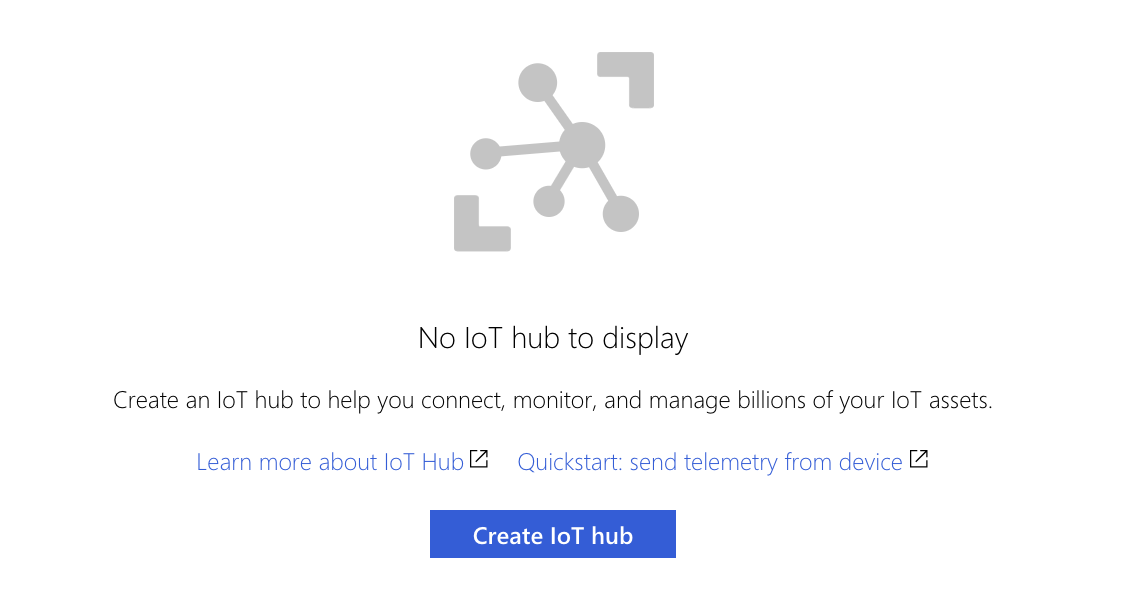 No IoT hub to display
Create an IoT hub to help you connect, monitor, and manage billions of your IoT assets.
Learn more about IoT Hub Quickstart: send telemetry from device
Create IoT hub